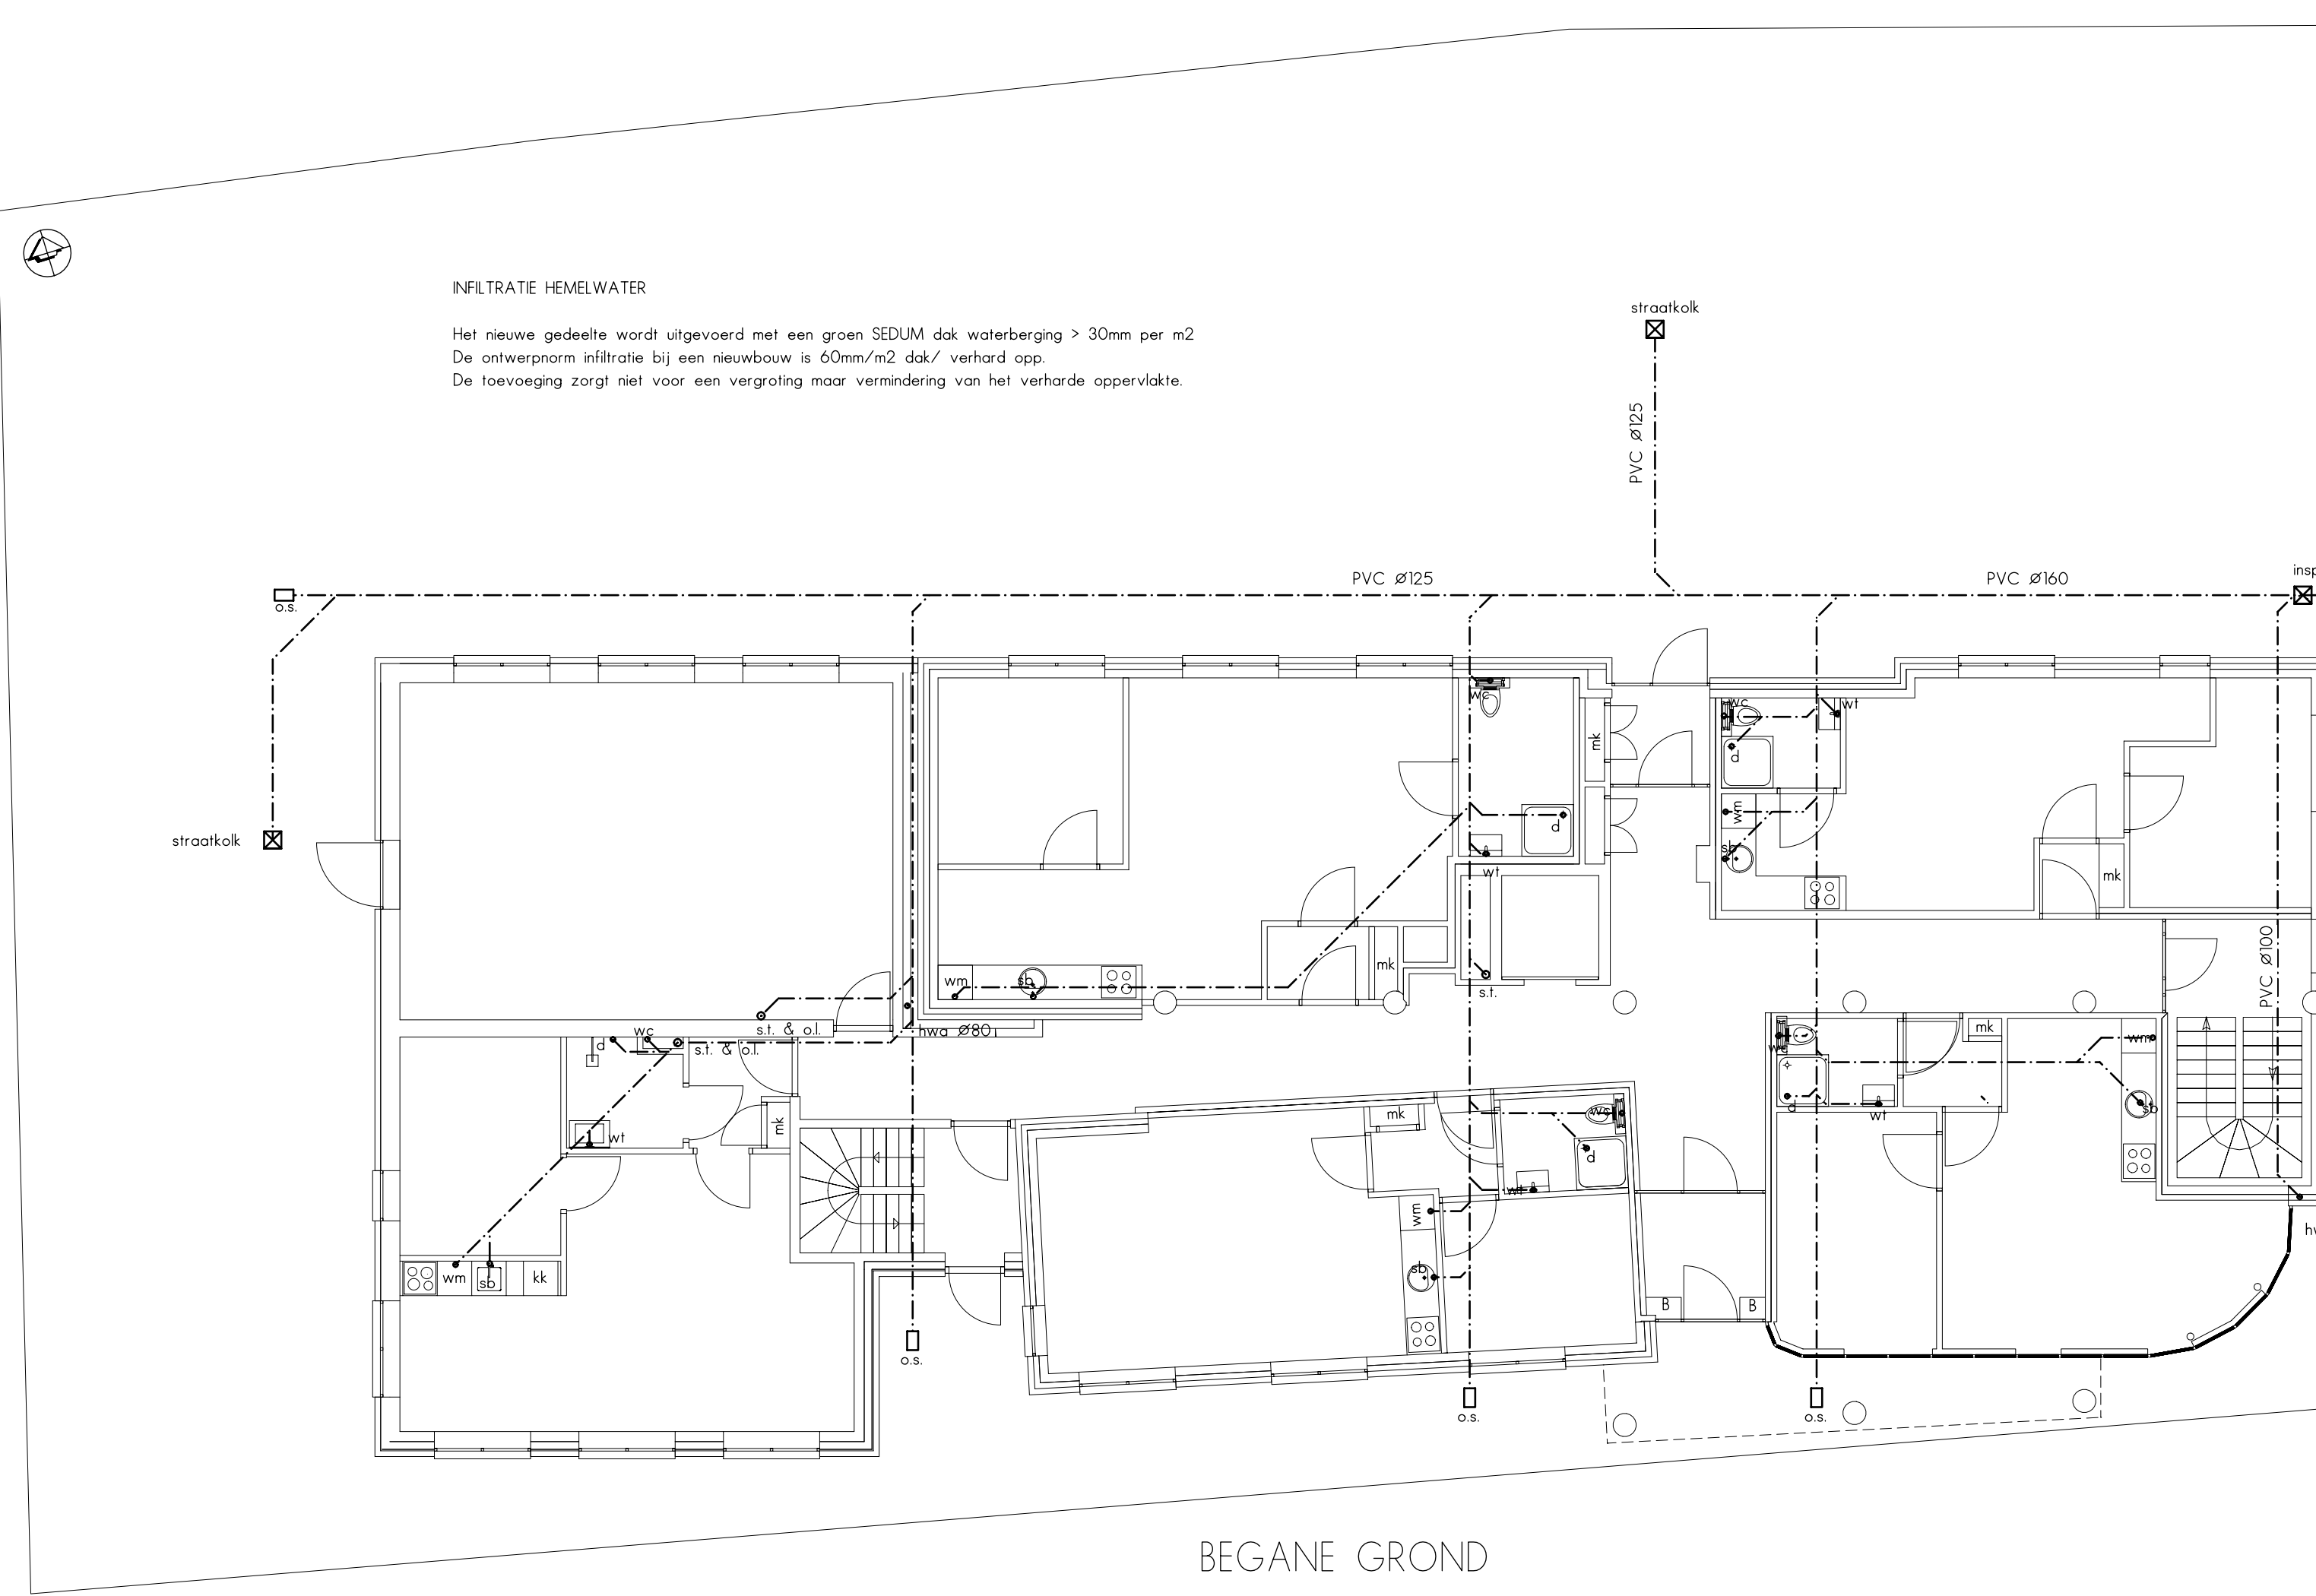 INFILTRATIE HEMELWATER
Het nieuwe gedeelte wordt uitgevoerd met een groen SEDUM dak waterberging > 30mm per m2
De ontwerpnorm infiltratie bij een nieuwbouw is 60mm/m2 dak/ verhard opp.
De toevoeging zorgt niet voor een vergroting maar vermindering van het verharde oppervlakte.
straatkolk
PVC Ø125
PVC Ø125
PVC Ø160
insp
o.s.
straatkolk
wc
mk
wc
wt
d
d
wt
wm
sb
mk
wm
sb
mk
s.t.
PVC Ø100
wc
d
s.t. & o.l.
s.t. & o.l.
hwa Ø80
wt
mk
wm
sb
kk
mk
wc
d
wt
wm
sb
B
B
wc
d
wt
mk
wm
sb
hw
o.s.
o.s.
o.s.
BEGANE GROND